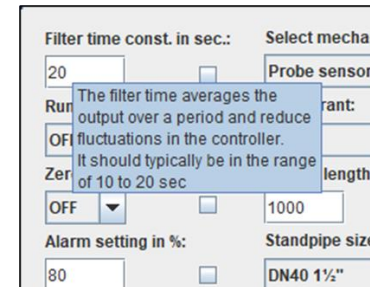 Filter time const. in sec.: Select mecha
20 Probe sensor
The filter time averages the
Run output over a period and reduce rant:
OF fluctuations in the controller.
It should typically be in the range
Zer of 10 to 20 sec length
OFF 1000
Alarm setting in %: Standpipe size
80 DN40 1½"